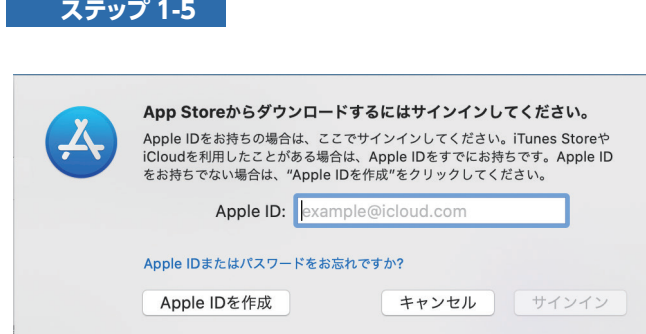 ステップ 1-5
App Storeからダウンロードするにはサインインしてください。
Apple IDをお持ちの場合は、ここでサインインしてください。iTunes Storeや
iCloudを利用したことがある場合は、Apple IDをすでにお持ちです。Apple ID
をお持ちでない場合は、“Apple IDを作成”をクリックしてください。
Apple ID: example@icloud.com
Apple IDまたはパスワードをお忘れですか?
Apple IDを作成 キャンセル サインイン